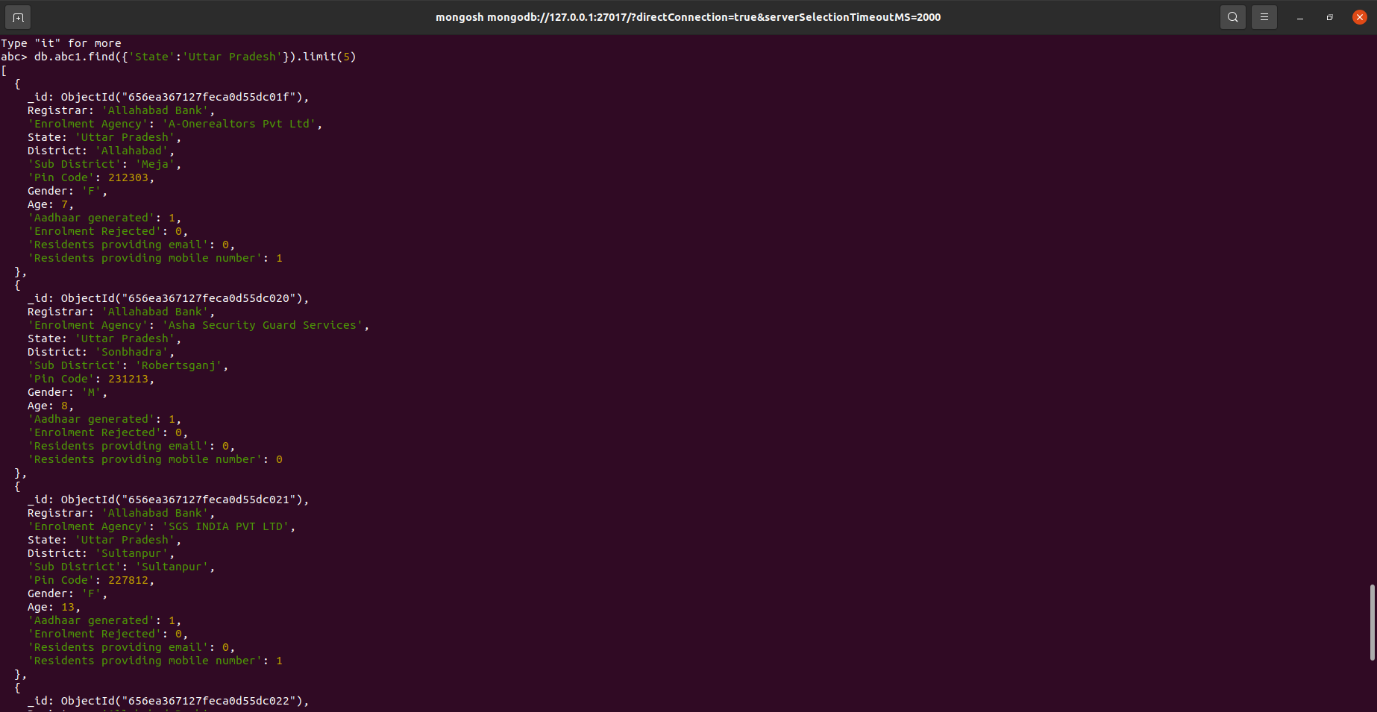 mongosh mongodb://127.0.0.1:27017/?directConnection=true&serverSelectionTimeoutMS=2000
Type "it" for more
abc> db.abc1.find({'State':'Uttar Pradesh'}).limit(5)
[
  {
    _id: ObjectId("656ea367127feca0d55dc01f"),
    Registrar: 'Allahabad Bank',
    'Enrolment Agency': 'A-Onerealtors Pvt Ltd',
    State: 'Uttar Pradesh',
    District: 'Allahabad',
    'Sub District': 'Meja',
    'Pin Code': 212303,
    Gender: 'F',
    Age: 7,
    'Aadhaar generated': 1,
    'Enrolment Rejected': 0,
    'Residents providing email': 0,
    'Residents providing mobile number': 1
  },
  {
    _id: ObjectId("656ea367127feca0d55dc020"),
    Registrar: 'Allahabad Bank',
    'Enrolment Agency': 'Asha Security Guard Services',
    State: 'Uttar Pradesh',
    District: 'Sonbhadra',
    'Sub District': 'Robertsganj',
    'Pin Code': 231213,
    Gender: 'M',
    Age: 8,
    'Aadhaar generated': 1,
    'Enrolment Rejected': 0,
    'Residents providing email': 0,
    'Residents providing mobile number': 0
  },
  {
    _id: ObjectId("656ea367127feca0d55dc021"),
    Registrar: 'Allahabad Bank',
    'Enrolment Agency': 'SGS INDIA PVT LTD',
    State: 'Uttar Pradesh',
    District: 'Sultanpur',
    'Sub District': 'Sultanpur',
    'Pin Code': 227812,
    Gender: 'F',
    Age: 13,
    'Aadhaar generated': 1,
    'Enrolment Rejected': 0,
    'Residents providing email': 0,
    'Residents providing mobile number': 1
  },
  {
    _id: ObjectId("656ea367127feca0d55dc022"),